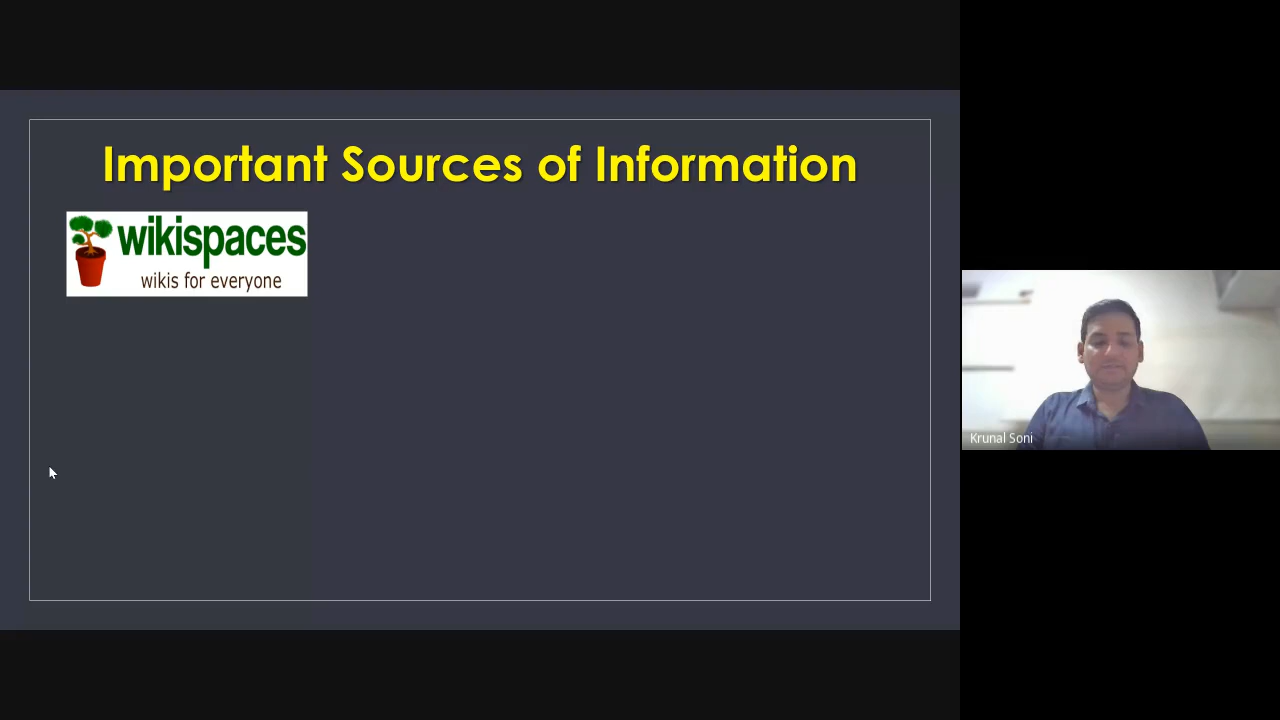 Important Sources of Information
wikispaces
wikis for everyone
Krunal Soni